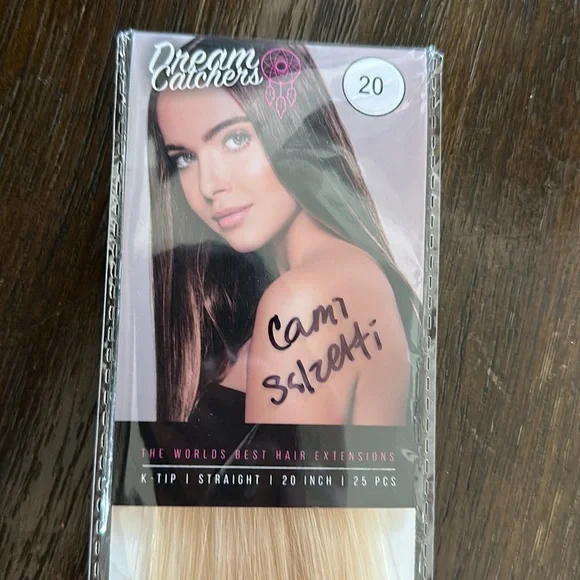 Dream
Catchers
20
Cami
Salzetti
THE WORLDS BEST HAIR EXTENSIONS
K-TIP | STRAIGHT | 20 INCH | 25 PCS